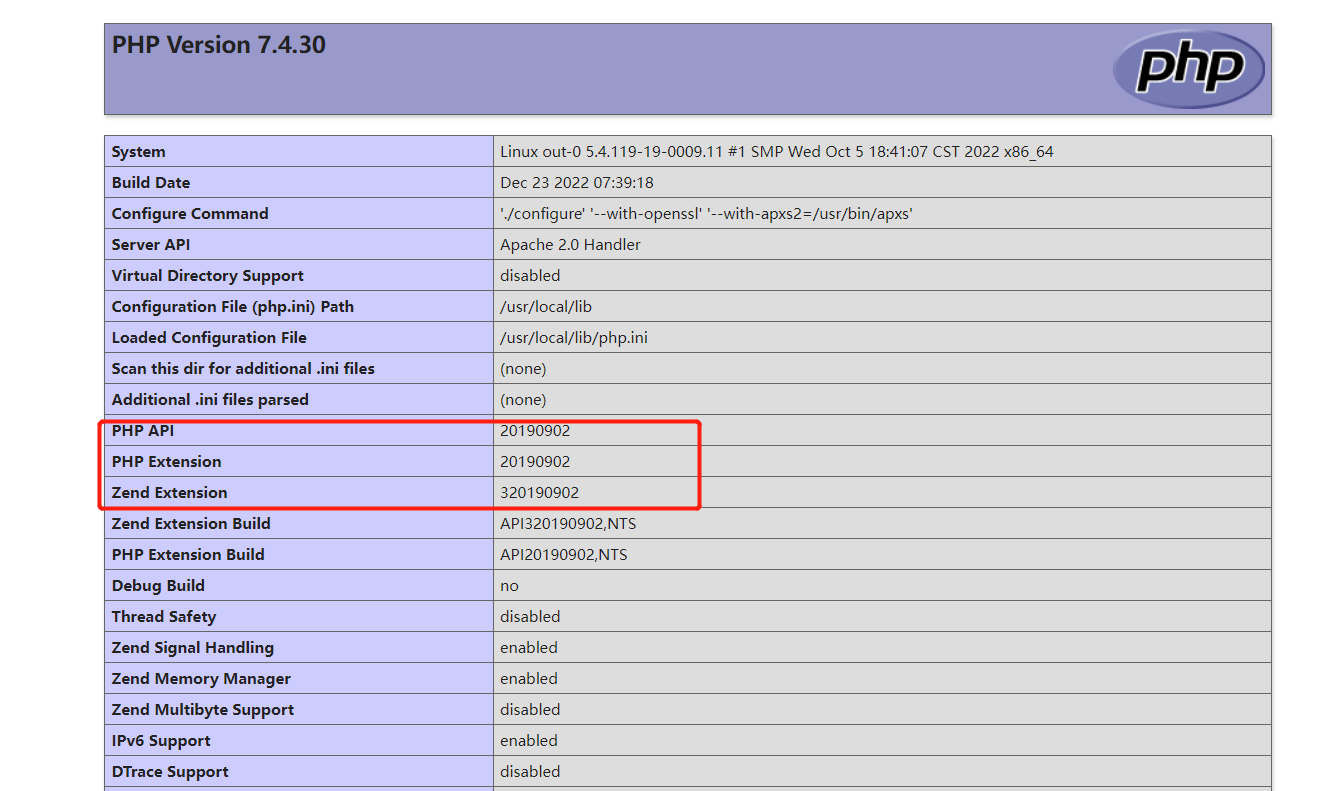 PHP Version 7.4.30
php
System Linux out-0 5.4.119-19-0009.11 #1 SMP Wed Oct 5 18:41:07 CST 2022 x86_64
Build Date Dec 23 2022 07:39:18
Configure Command './configure' '--with-openssl' '--with-apxs2=/usr/bin/apxs'
Server API Apache 2.0 Handler
Virtual Directory Support disabled
Configuration File (php.ini) Path /usr/local/lib
Loaded Configuration File /usr/local/lib/php.ini
Scan this dir for additional .ini files (none)
Additional .ini files parsed (none)
PHP API 20190902
PHP Extension 20190902
Zend Extension 320190902
Zend Extension Build API320190902,NTS
PHP Extension Build API20190902,NTS
Debug Build no
Thread Safety disabled
Zend Signal Handling enabled
Zend Memory Manager enabled
Zend Multibyte Support disabled
IPv6 Support enabled
DTrace Support disabled